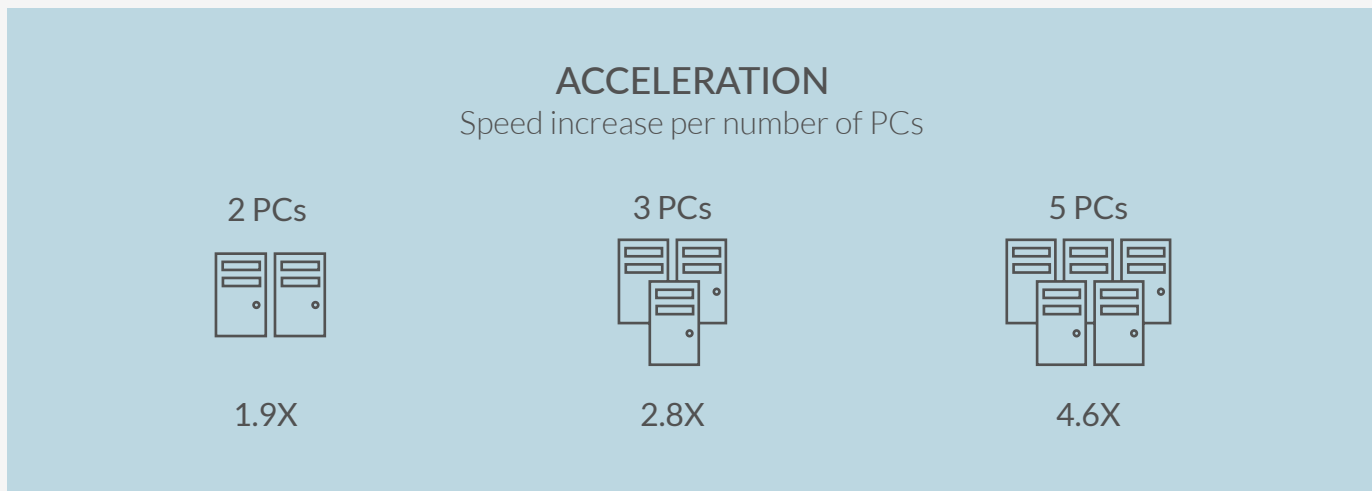 ACCELERATION
Speed increase per number of PCs
2 PCs
3 PCs
5 PCs
1.9X
2.8X
4.6X